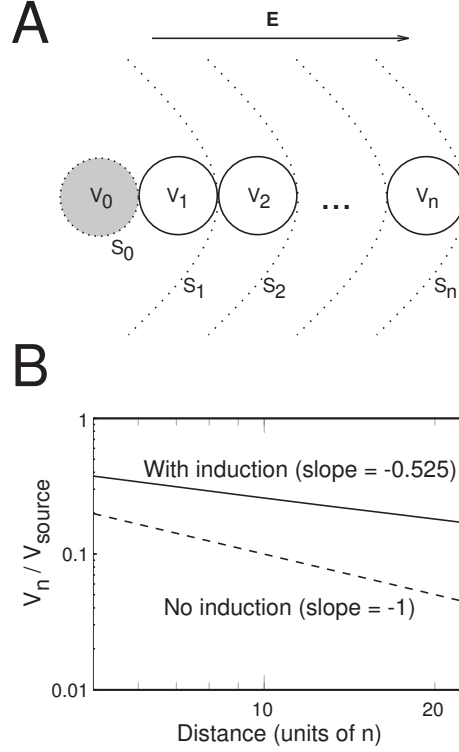 A
E
V0 V1 V2 ... Vn
S0
S1 S2 Sn
B
1
With induction (slope = -0.525)
Vn / Vsource
0.1
No induction (slope = -1)
0.01
10 20
Distance (units of n)